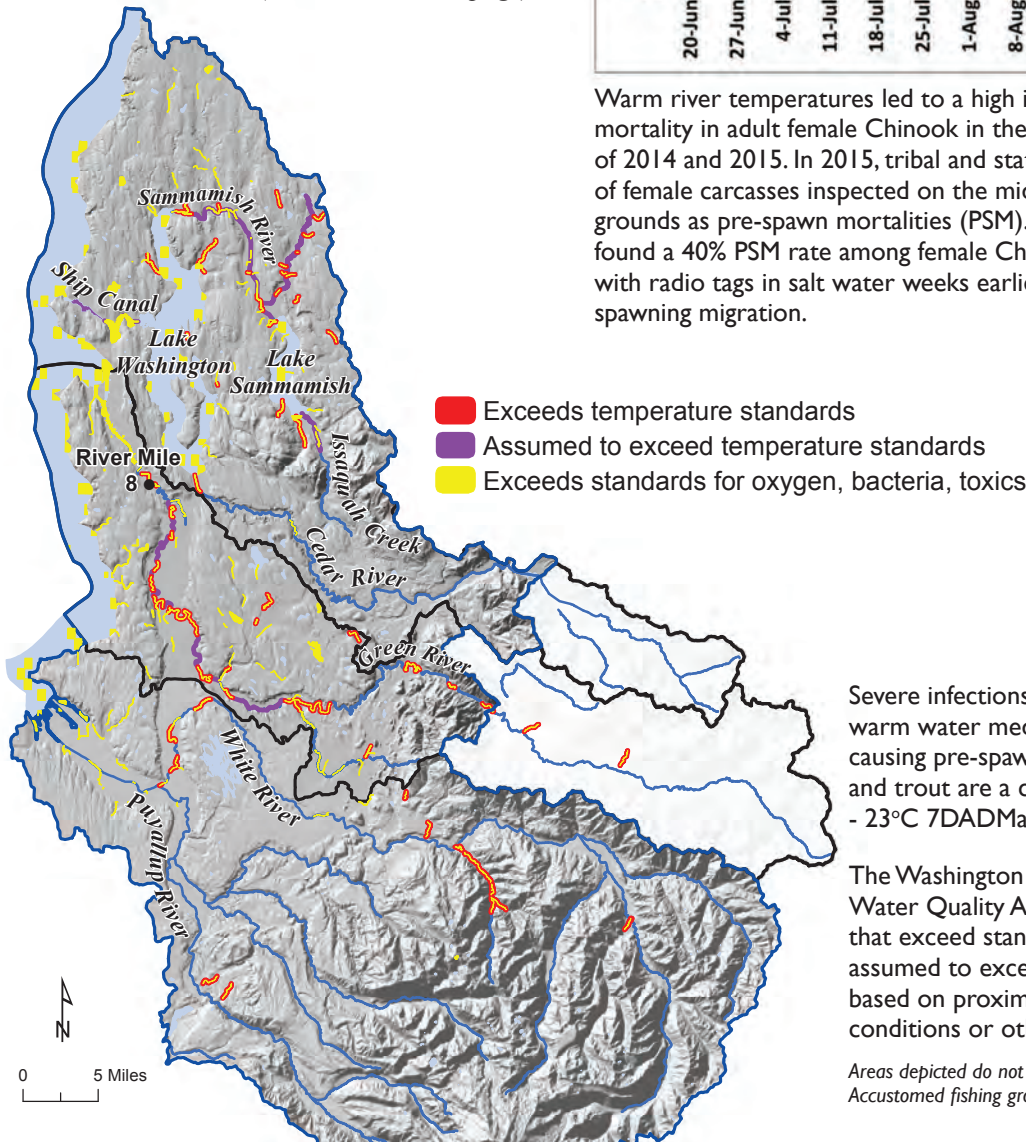 20-Jun
27-Jun
4-Jul
11-Jul
18-Jul
25-Jul
1-Aug
8-Aug
Warm river temperatures led to a high i
mortality in adult female Chinook in the
of 2014 and 2015. In 2015, tribal and stat
of female carcasses inspected on the mid
grounds as pre-spawn mortalities (PSM).
found a 40% PSM rate among female Ch
with radio tags in salt water weeks earlie
spawning migration.
Sammamish River
Ship Canal
Lake
Washington
Lake
Sammamish
Exceeds temperature standards
Assumed to exceed temperature standards
Exceeds standards for oxygen, bacteria, toxics
River Mile
8
Issaquah Creek
Cedar River
Green River
White River
Puyallup River
Severe infections
warm water med
causing pre-spaw
and trout are a c
- 23°C 7DADMa
The Washington
Water Quality A
that exceed stan
assumed to excee
based on proxim
conditions or ot
Areas depicted do not
Accustomed fishing gro
N
0 5 Miles